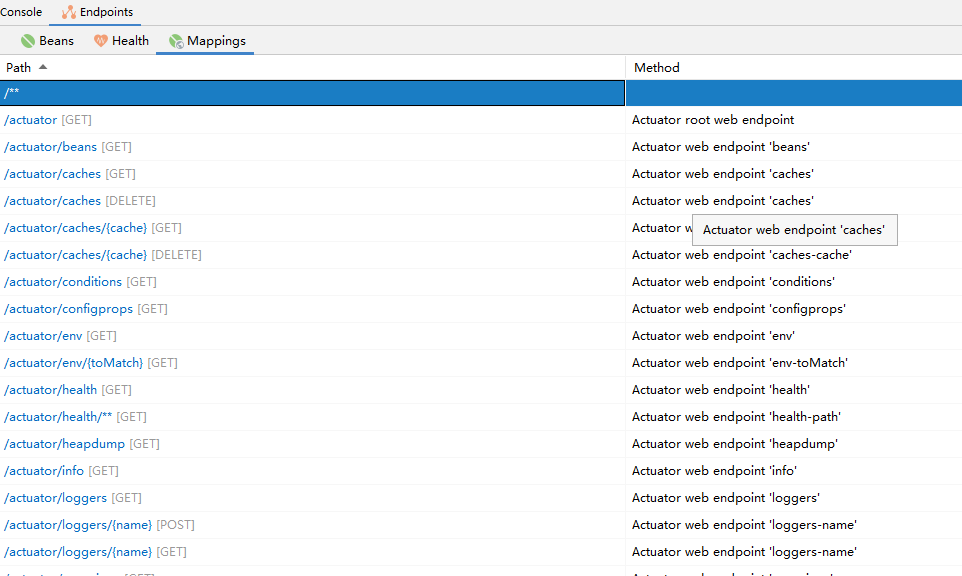 Console Endpoints
Beans Health Mappings
Path Method
/**
/actuator [GET] Actuator root web endpoint
/actuator/beans [GET] Actuator web endpoint 'beans'
/actuator/caches [GET] Actuator web endpoint 'caches'
/actuator/caches [DELETE] Actuator web endpoint 'caches'
/actuator/caches/{cache} [GET] Actuator w Actuator web endpoint 'caches'
/actuator/caches/{cache} [DELETE] Actuator web endpoint 'caches-cache'
/actuator/conditions [GET] Actuator web endpoint 'conditions'
/actuator/configprops [GET] Actuator web endpoint 'configprops'
/actuator/env [GET] Actuator web endpoint 'env'
/actuator/env/{toMatch} [GET] Actuator web endpoint 'env-toMatch'
/actuator/health [GET] Actuator web endpoint 'health'
/actuator/health/** [GET] Actuator web endpoint 'health-path'
/actuator/heapdump [GET] Actuator web endpoint 'heapdump'
/actuator/info [GET] Actuator web endpoint 'info'
/actuator/loggers [GET] Actuator web endpoint 'loggers'
/actuator/loggers/{name} [POST] Actuator web endpoint 'loggers-name'
/actuator/loggers/{name} [GET] Actuator web endpoint 'loggers-name'